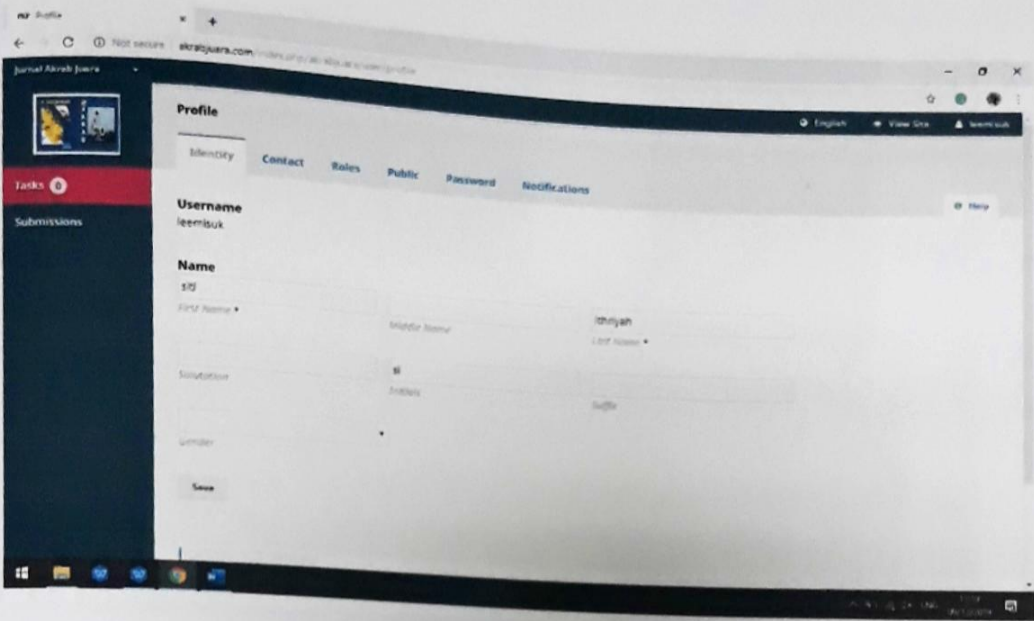 Profile
Not secure akrabjuara.com
Jurnal Akrab Juara
English View Site leemisuk
Tasks 0
Submissions
Profile
Identity Contact Roles Public Password Notifications
Help
Username
leemisuk
Name
siti
ithriyah
First Name *
Middle Name
Last Name *
si
Salutation
Initials
Suffix
Gender
Save